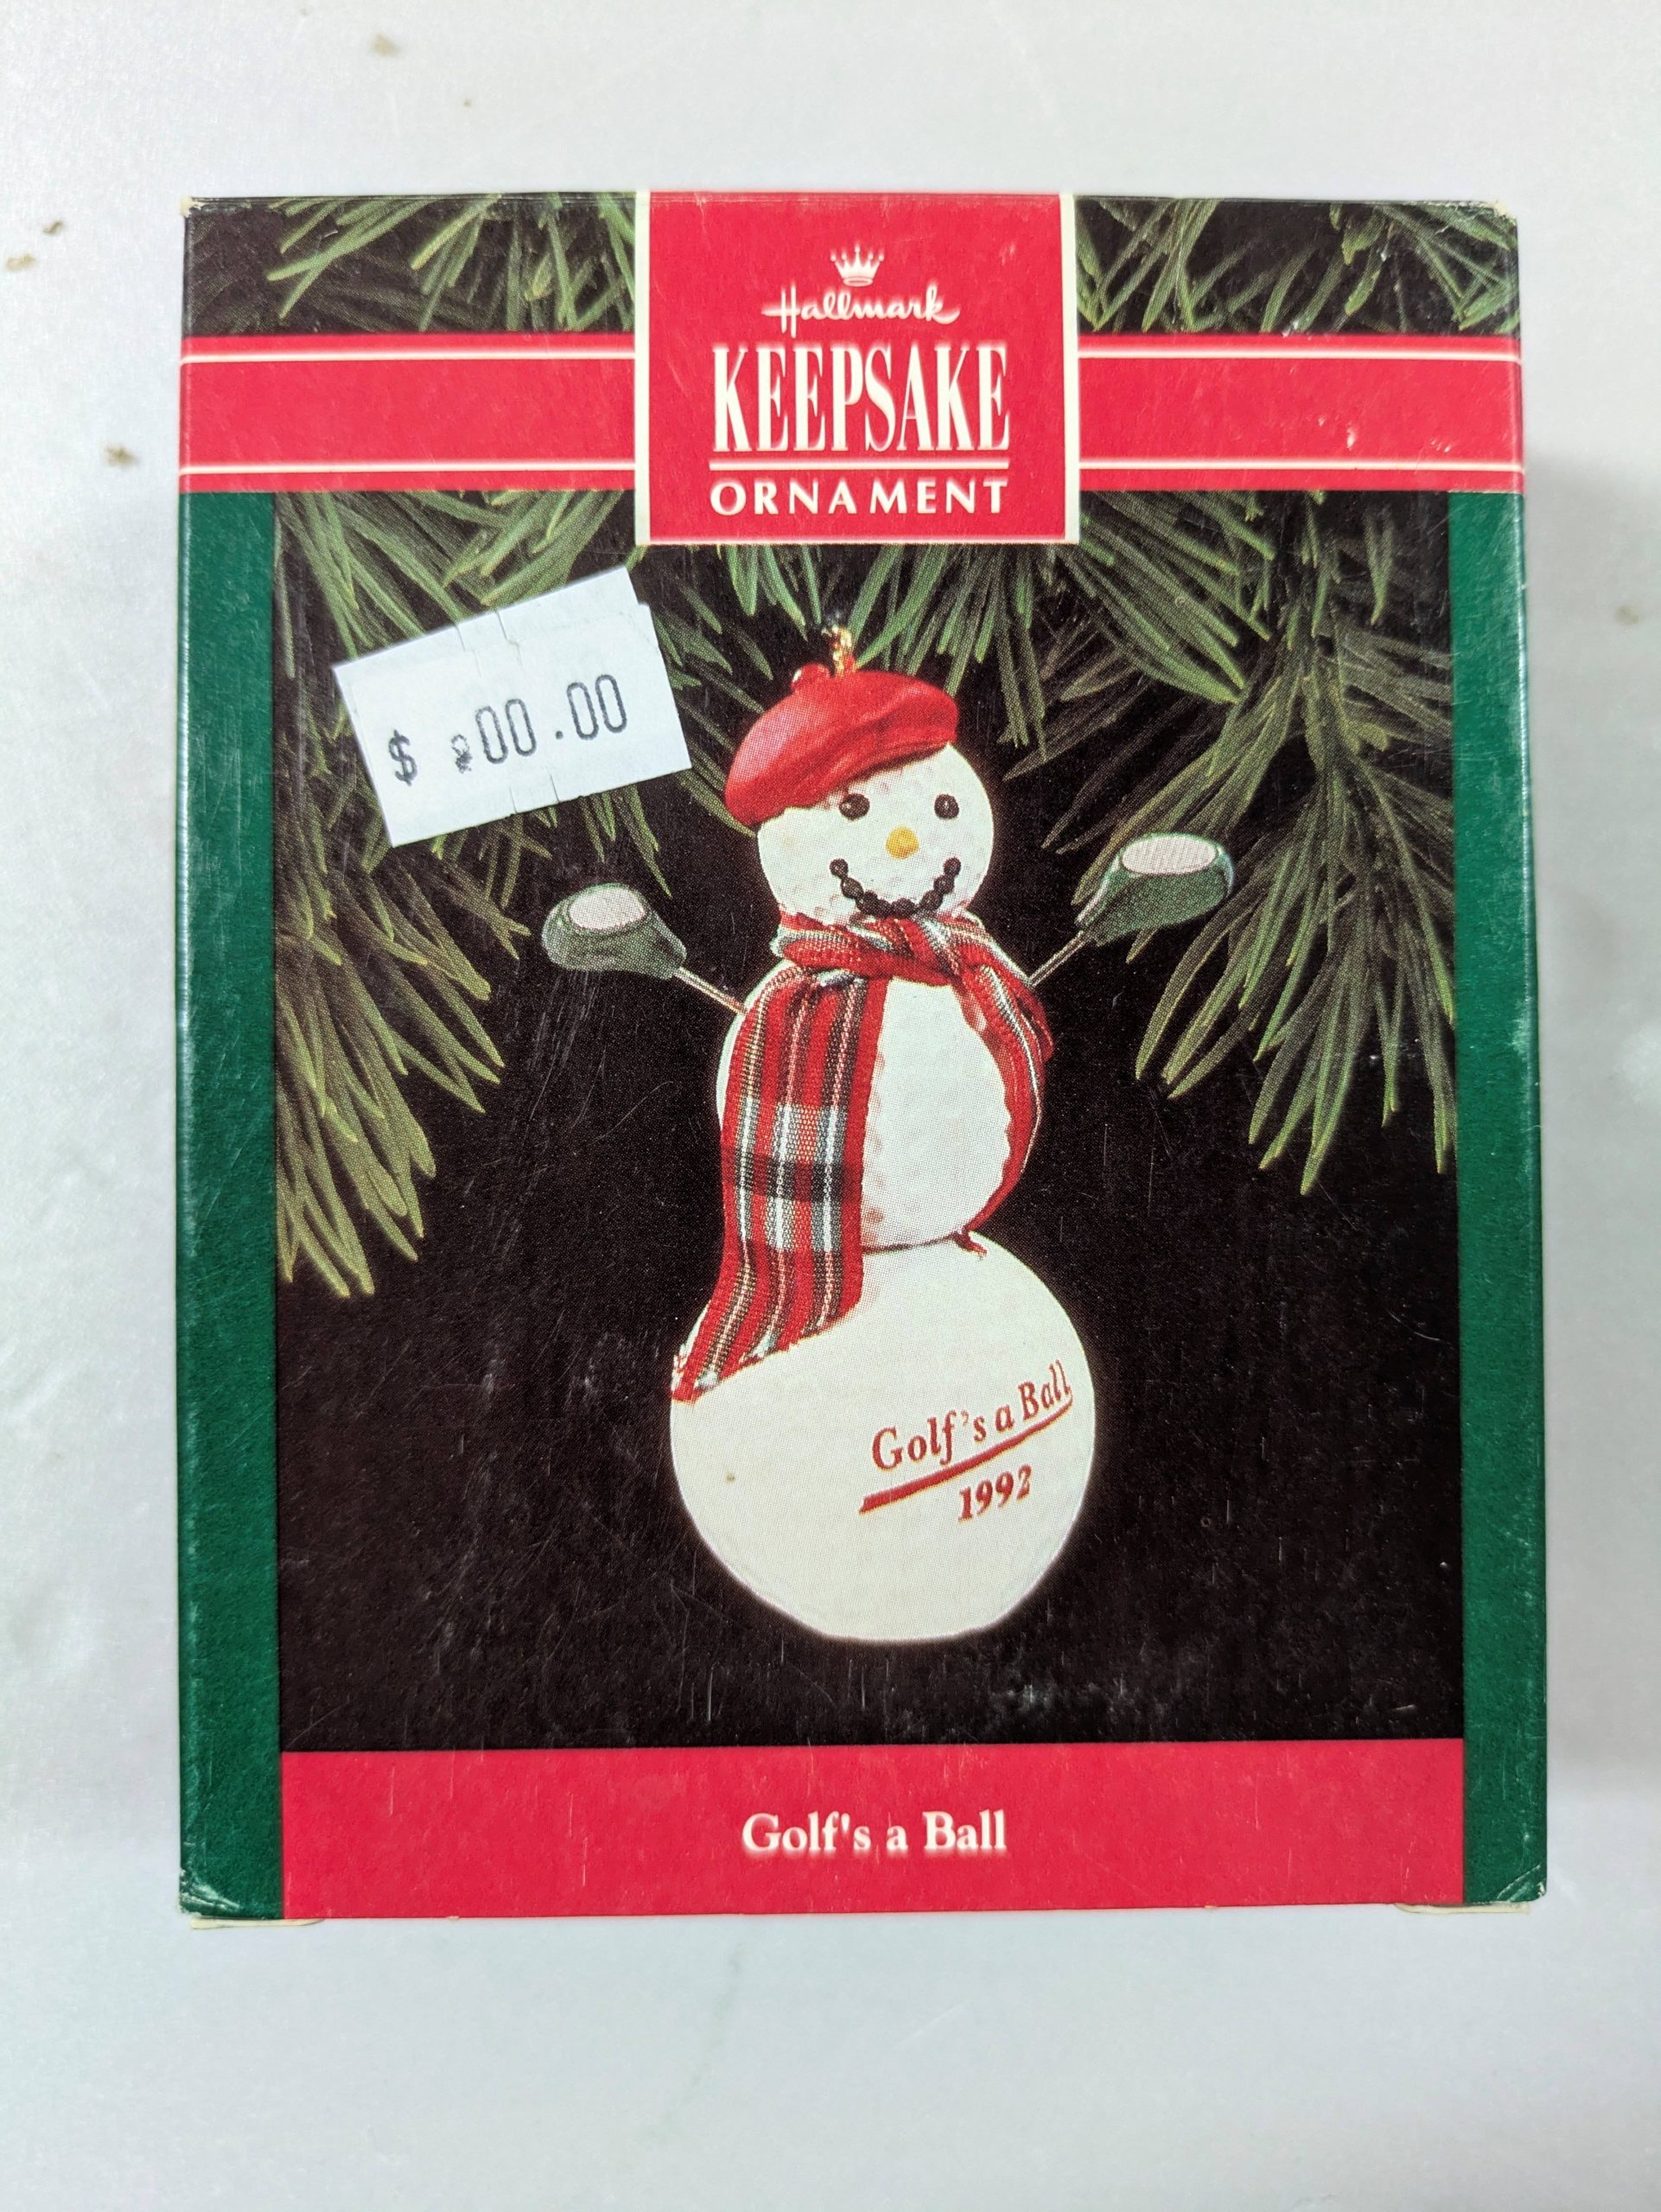 Hallmark
KEEPSAKE
ORNAMENT
$ 00.00
Golf's a Ball
1992
Golf's a Ball